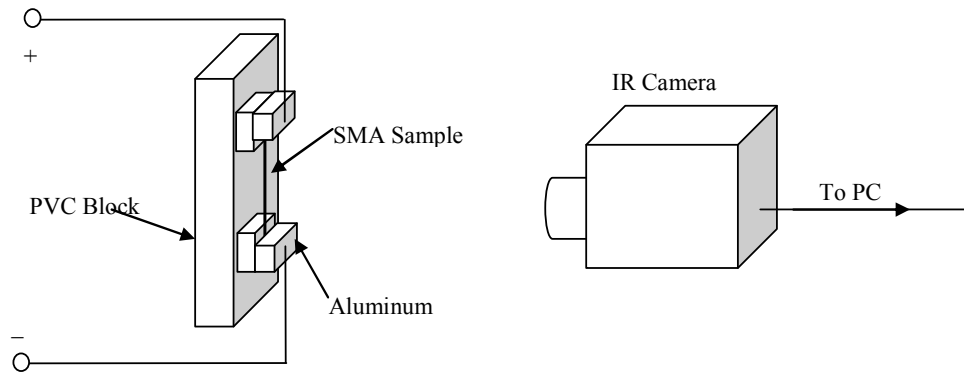 +
IR Camera
SMA Sample
PVC Block
To PC
Aluminum
–